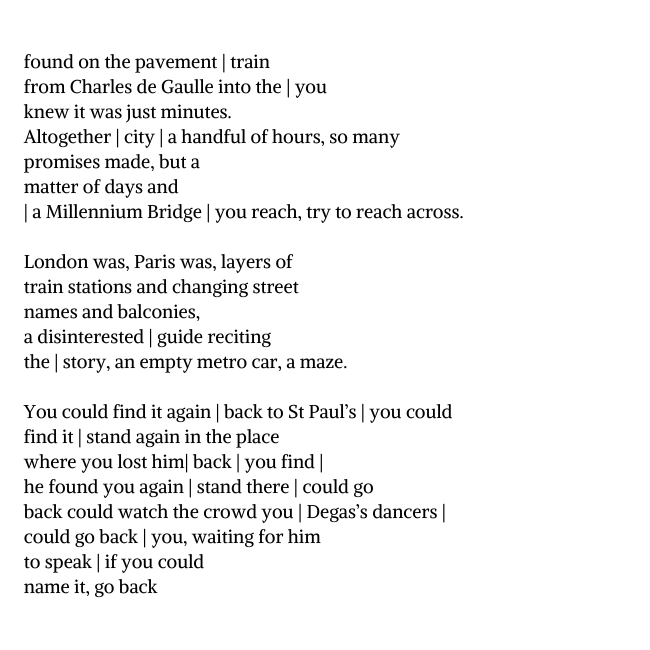 found on the pavement | train
from Charles de Gaulle into the | you
knew it was just minutes.
Altogether | city | a handful of hours, so many
promises made, but a
matter of days and
| a Millennium Bridge | you reach, try to reach across.

London was, Paris was, layers of
train stations and changing street
names and balconies,
a disinterested | guide reciting
the | story, an empty metro car, a maze.

You could find it again | back to St Paul’s | you could
find it | stand again in the place
where you lost him| back | you find |
he found you again | stand there | could go
back could watch the crowd you | Degas’s dancers |
could go back | you, waiting for him
to speak | if you could
name it, go back